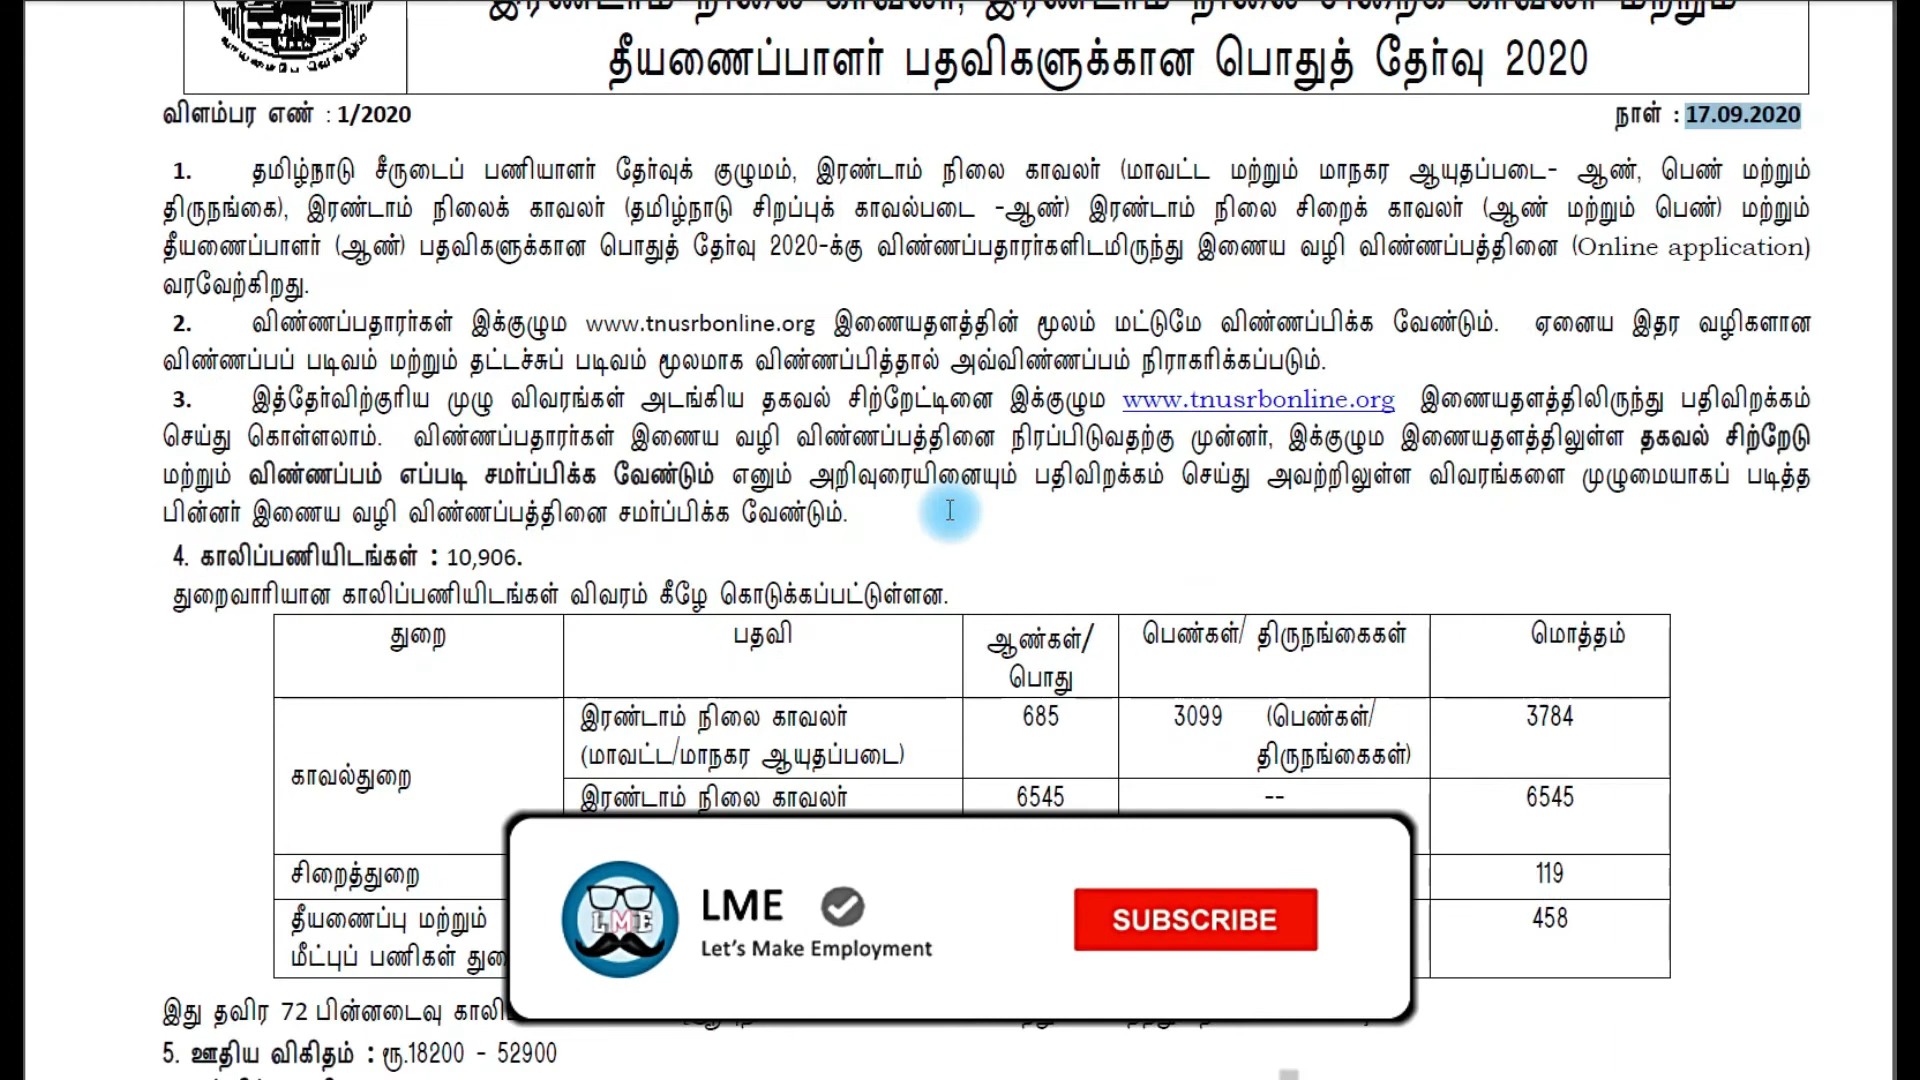 இரண்டாம் நிலை காவலர், இரண்டாம் நிலை சிறைக் காவலர் மற்றும்
தீயணைப்பாளர் பதவிகளுக்கான பொதுத் தேர்வு 2020
விளம்பர எண் : 1/2020
நாள் : 17.09.2020
1. தமிழ்நாடு சீருடைப் பணியாளர் தேர்வுக் குழுமம், இரண்டாம் நிலை காவலர் (மாவட்ட மற்றும் மாநகர ஆயுதப்படை- ஆண், பெண் மற்றும்
திருநங்கை), இரண்டாம் நிலைக் காவலர் (தமிழ்நாடு சிறப்புக் காவல்படை -ஆண்) இரண்டாம் நிலை சிறைக் காவலர் (ஆண் மற்றும் பெண்) மற்றும்
தீயணைப்பாளர் (ஆண்) பதவிகளுக்கான பொதுத் தேர்வு 2020-க்கு விண்ணப்பதாரர்களிடமிருந்து இணைய வழி விண்ணப்பத்தினை (Online application)
வரவேற்கிறது.
2. விண்ணப்பதாரர்கள் இக்குழும www.tnusrbonline.org இணையதளத்தின் மூலம் மட்டுமே விண்ணப்பிக்க வேண்டும். ஏனைய இதர வழிகளான
விண்ணப்பப் படிவம் மற்றும் தட்டச்சுப் படிவம் மூலமாக விண்ணப்பித்தால் அவ்விண்ணப்பம் நிராகரிக்கப்படும்.
3. இத்தேர்விற்குரிய முழு விவரங்கள் அடங்கிய தகவல் சிற்றேட்டினை இக்குழும www.tnusrbonline.org இணையதளத்திலிருந்து பதிவிறக்கம்
செய்து கொள்ளலாம். விண்ணப்பதாரர்கள் இணைய வழி விண்ணப்பத்தினை நிரப்பிடுவதற்கு முன்னர், இக்குழும இணையதளத்திலுள்ள தகவல் சிற்றேடு
மற்றும் விண்ணப்பம் எப்படி சமர்ப்பிக்க வேண்டும் எனும் அறிவுரையினையும் பதிவிறக்கம் செய்து அவற்றிலுள்ள விவரங்களை முழுமையாகப் படித்த
பின்னர் இணைய வழி விண்ணப்பத்தினை சமர்ப்பிக்க வேண்டும்.
4. காலிப்பணியிடங்கள் : 10,906.
துறைவாரியான காலிப்பணியிடங்கள் விவரம் கீழே கொடுக்கப்பட்டுள்ளன.
துறை பதவி ஆண்கள்/ பெண்கள்/ திருநங்கைகள் மொத்தம்
பொது
இரண்டாம் நிலை காவலர் 685 3099 (பெண்கள்/ 3784
(மாவட்ட/மாநகர ஆயுதப்படை) திருநங்கைகள்)
காவல்துறை
இரண்டாம் நிலை காவலர் 6545 -- 6545
சிறைத்துறை 119
தீயணைப்பு மற்றும் 458
மீட்புப் பணிகள்
LME
LME
Let's Make Employment
SUBSCRIBE
இது தவிர 72 பின்னடைவு
5. ஊதிய விகிதம் : ரூ.18200 - 52900